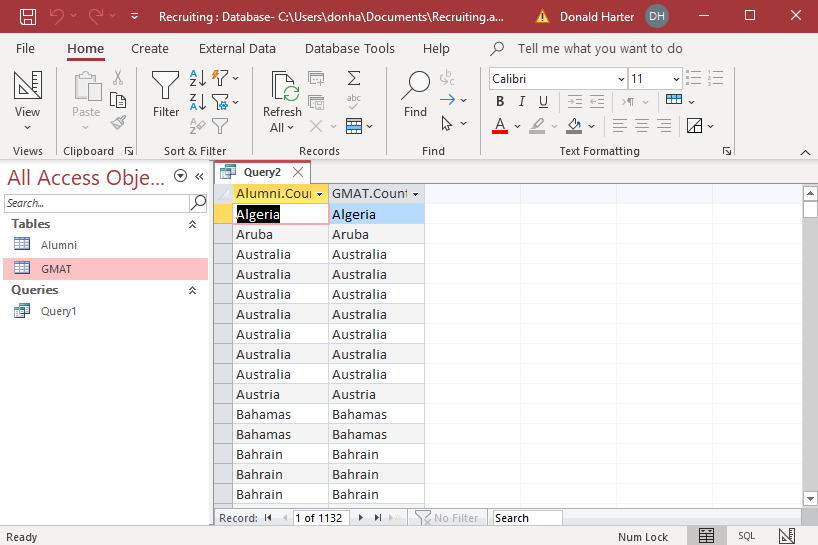 Recruiting : Database- C:\Users\donha\Documents\Recruiting.a...
Donald Harter
DH
File
Home
Create
External Data
Database Tools
Help
Tell me what you want to do
View
Paste
Filter
Refresh
All
abc
Find
Calibri
11
B I U
A
Views
Clipboard
Sort & Filter
Records
Find
Text Formatting
All Access Obje...
Search...
Tables
Alumni
GMAT
Queries
Query1
Query2
Alumni.Cour GMAT.Count
Algeria Algeria
Aruba Aruba
Australia Australia
Australia Australia
Australia Australia
Australia Australia
Australia Australia
Australia Australia
Australia Australia
Austria Austria
Bahamas Bahamas
Bahamas Bahamas
Bahrain Bahrain
Bahrain Bahrain
Bahrain Bahrain
Record: 1 of 1132 No Filter Search
Ready
Num Lock
SQL